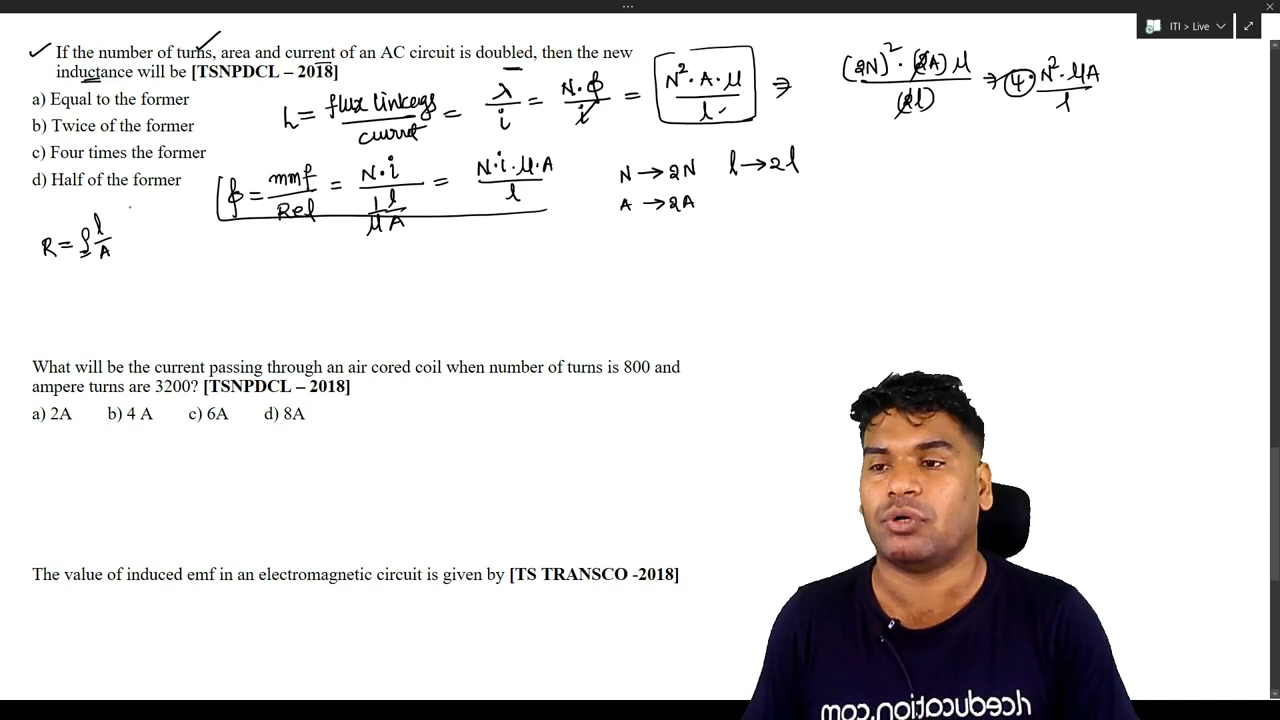 ITI > Live
If the number of turns, area and current of an AC circuit is doubled, then the new
inductance will be [TSNPDCL – 2018]
a) Equal to the former
b) Twice of the former
c) Four times the former
d) Half of the former
L = flux linkegs / current = λ / i = N·φ / i = N²·A·μ / l ⇒ (2N)²·(2A)μ / (2l) ⇒ 4·N²·μA / l
φ = mmf / Rel = N·i / (1/μ l/A) = N·i·μ·A / l
N → 2N l → 2l
A → 2A
R = ρ l / A
What will be the current passing through an air cored coil when number of turns is 800 and
ampere turns are 3200? [TSNPDCL – 2018]
a) 2A b) 4 A c) 6A d) 8A
The value of induced emf in an electromagnetic circuit is given by [TS TRANSCO -2018]